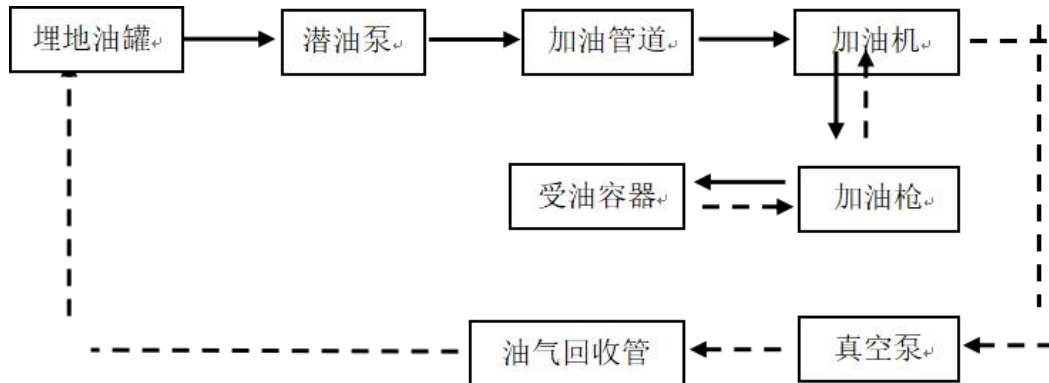 埋地油罐
潜油泵
加油管道
加油机
受油容器
加油枪
油气回收管
真空泵